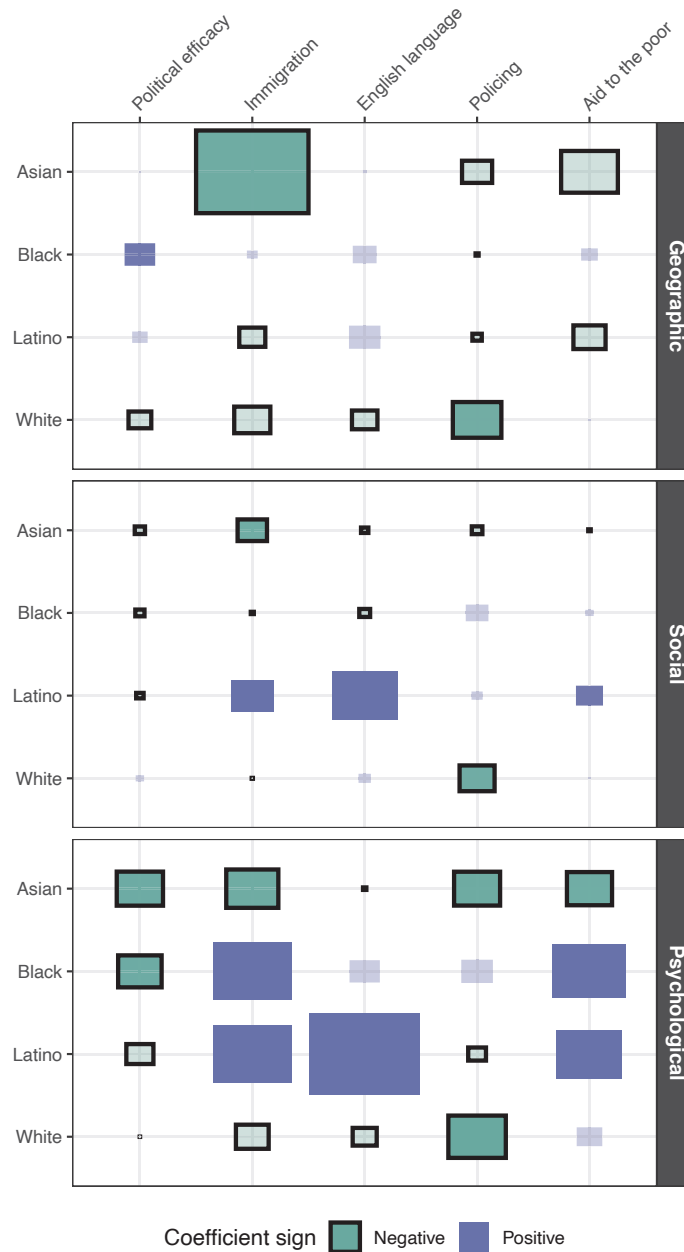 Political efficacy
Immigration
English language
Policing
Aid to the poor
Asian
Black
Latino
White
Geographic
Asian
Black
Latino
White
Social
Asian
Black
Latino
White
Psychological
Coefficient sign Negative Positive